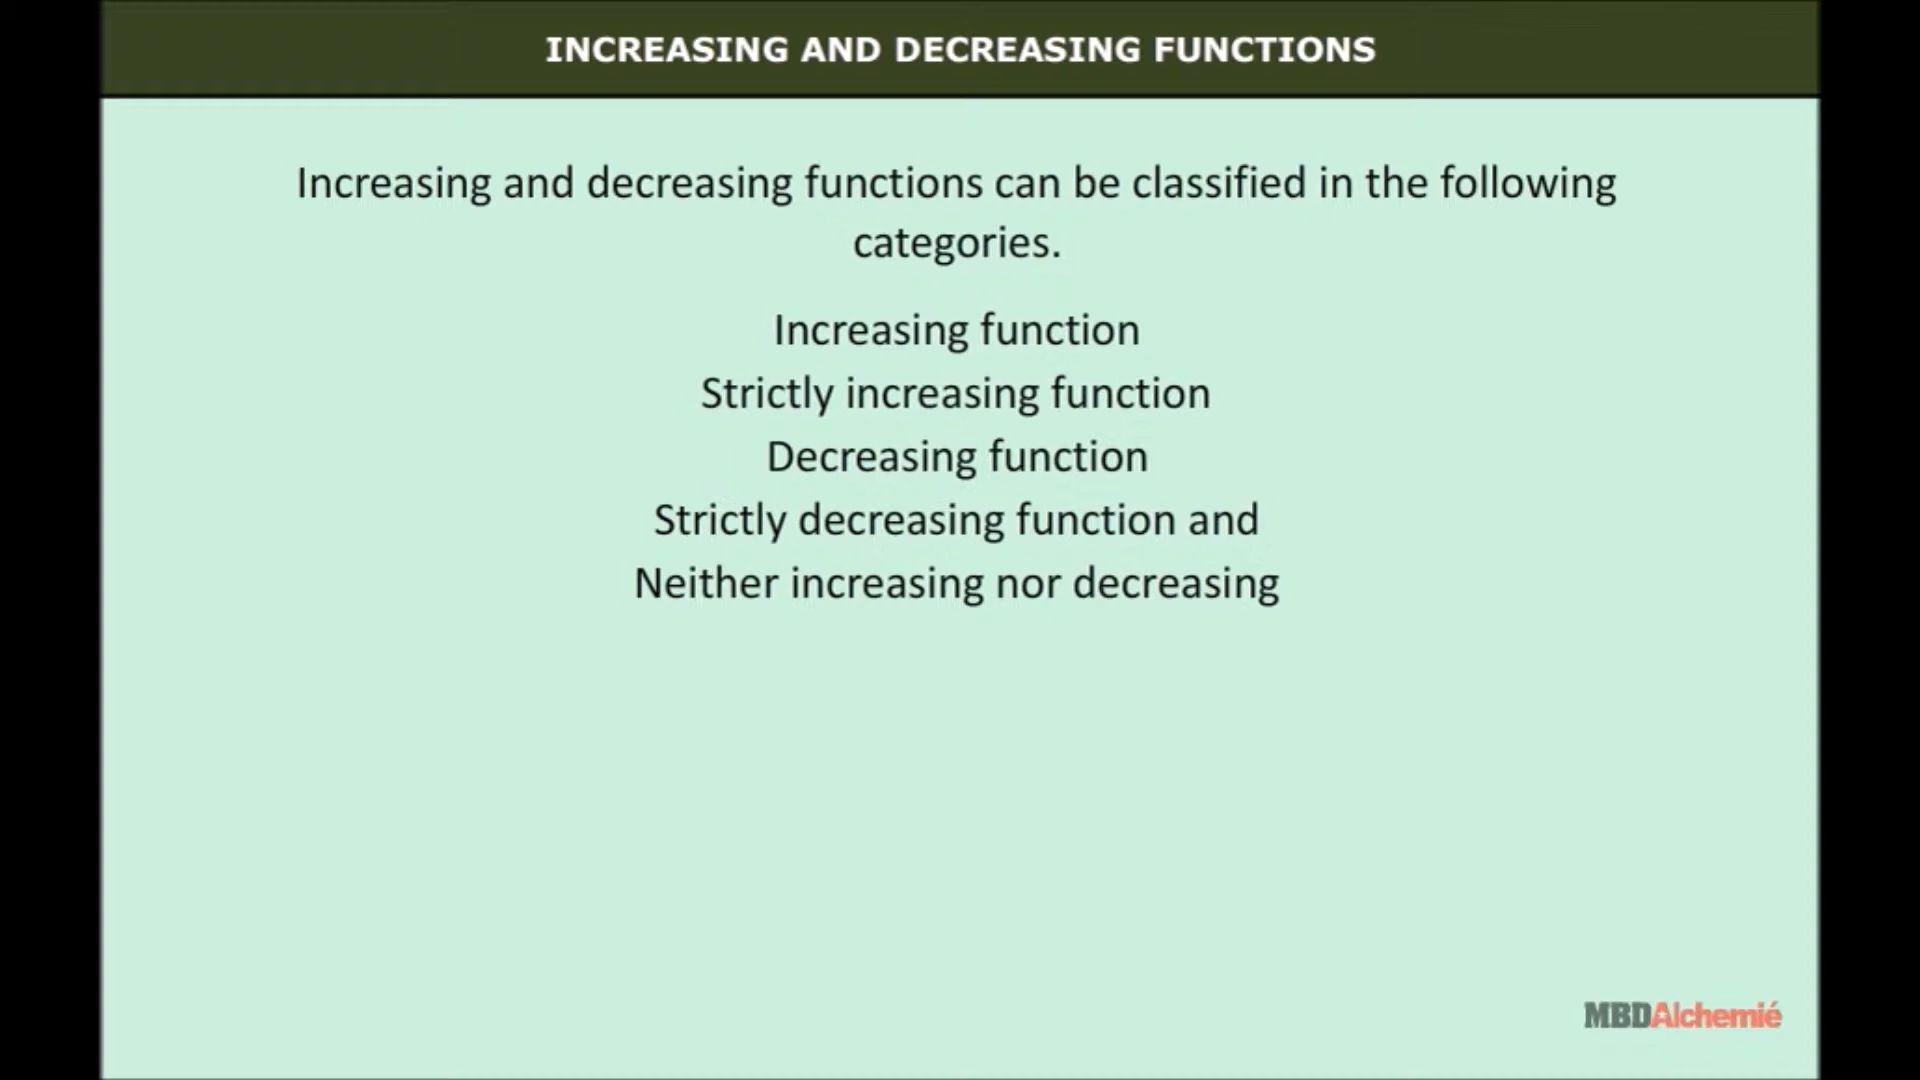 INCREASING AND DECREASING FUNCTIONS
Increasing and decreasing functions can be classified in the following
categories.
Increasing function
Strictly increasing function
Decreasing function
Strictly decreasing function and
Neither increasing nor decreasing
MBDAlchemié